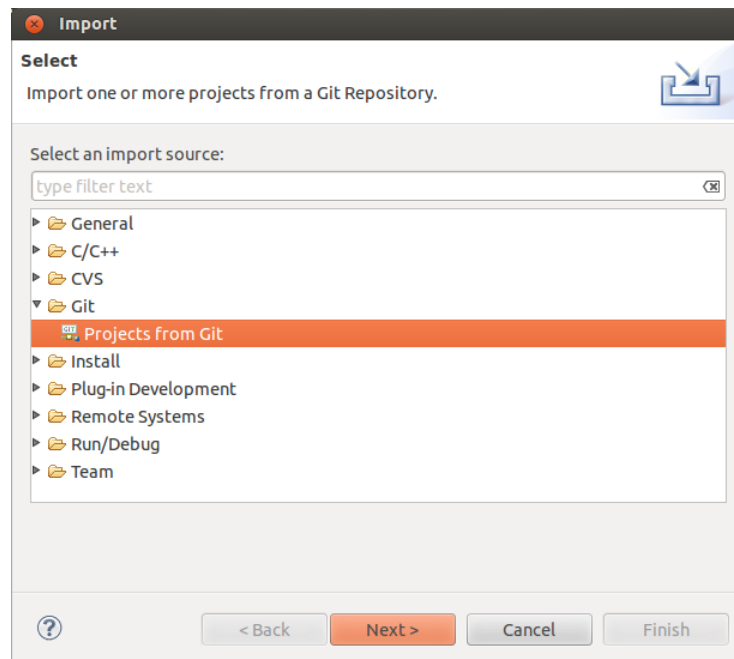 Import
Select
Import one or more projects from a Git Repository.
Select an import source:
type filter text
General
C/C++
CVS
Git
GIT Projects from Git
Install
Plug-in Development
Remote Systems
Run/Debug
Team
? < Back Next > Cancel Finish